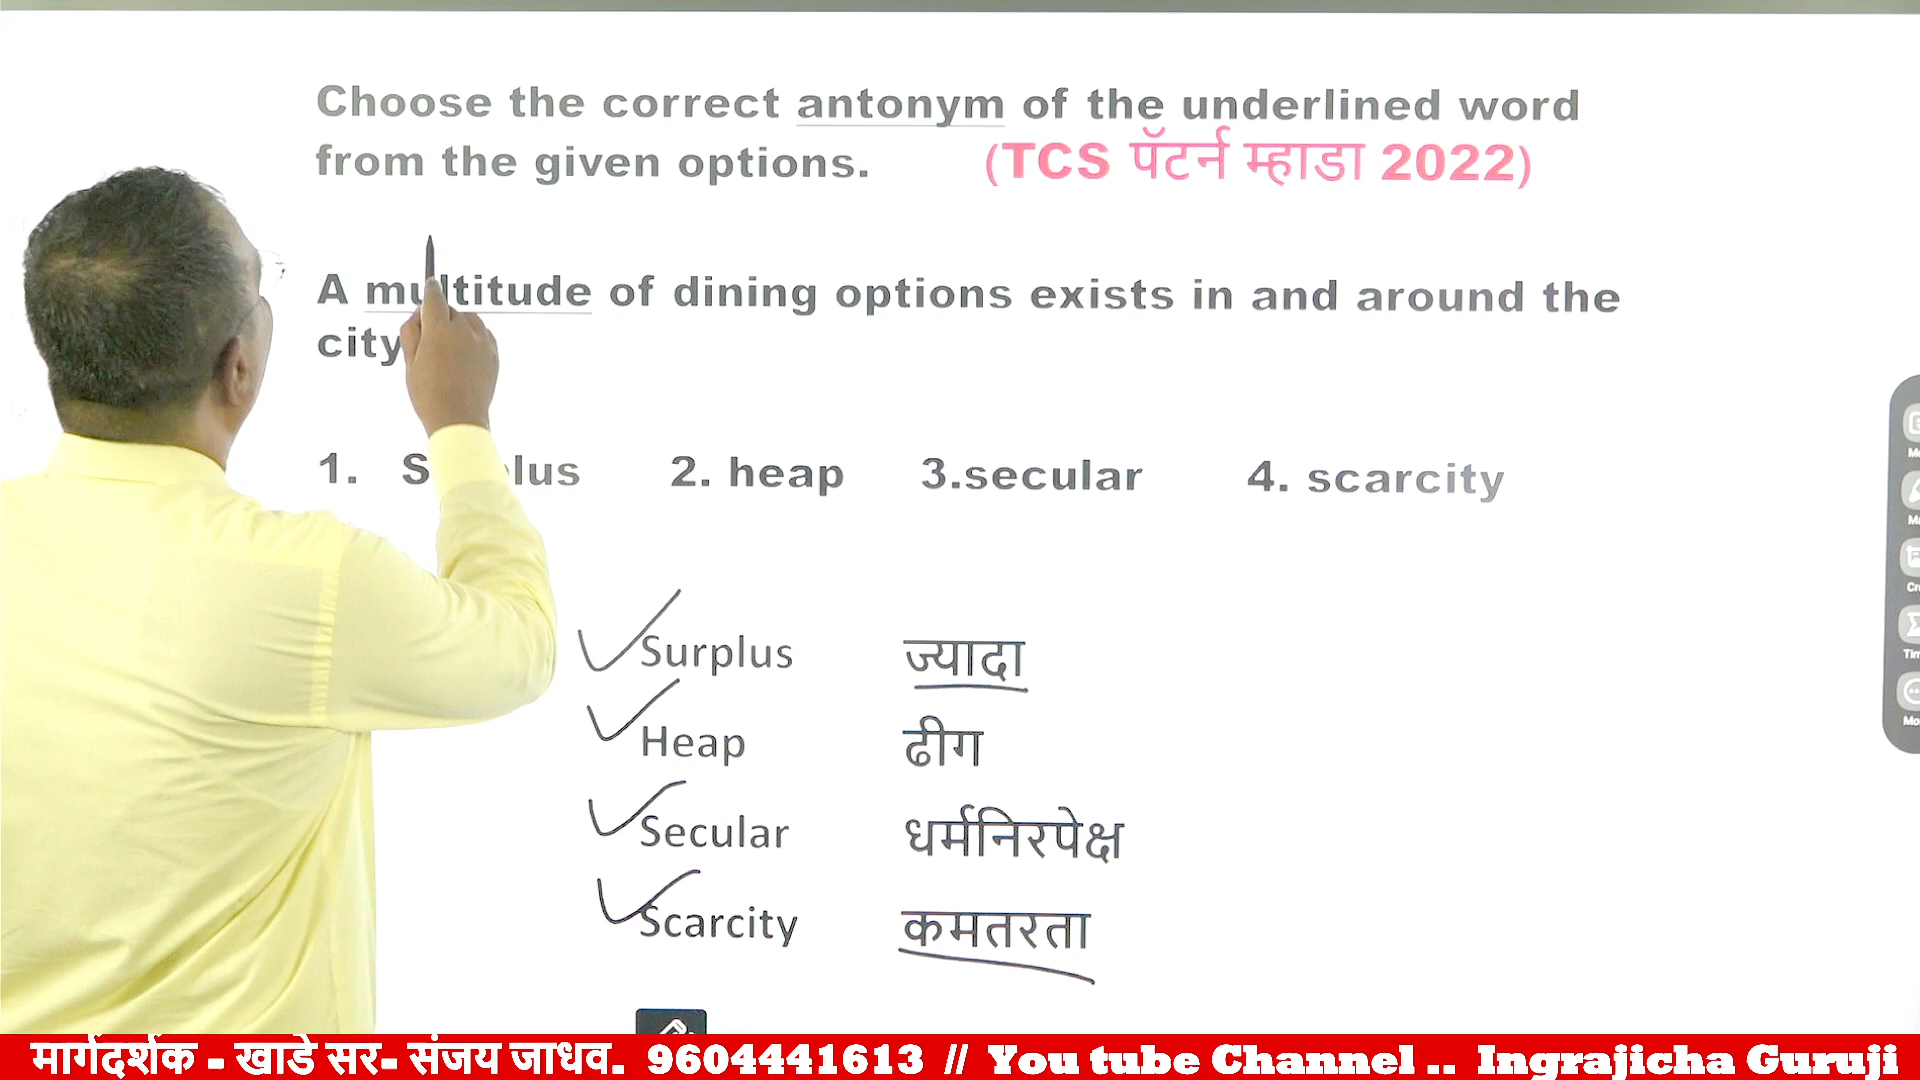 Choose the correct antonym of the underlined word
from the given options. (TCS पॅटर्न म्हाडा 2022)
A multitude of dining options exists in and around the
city
1. S lus 2. heap 3.secular 4. scarcity
Surplus ज्यादा
Heap ढीग
Secular धर्मनिरपेक्ष
Scarcity कमतरता
मार्गदर्शक - खाडे सर- संजय जाधव. 9604441613 // You tube Channel .. Ingrajicha Guruji